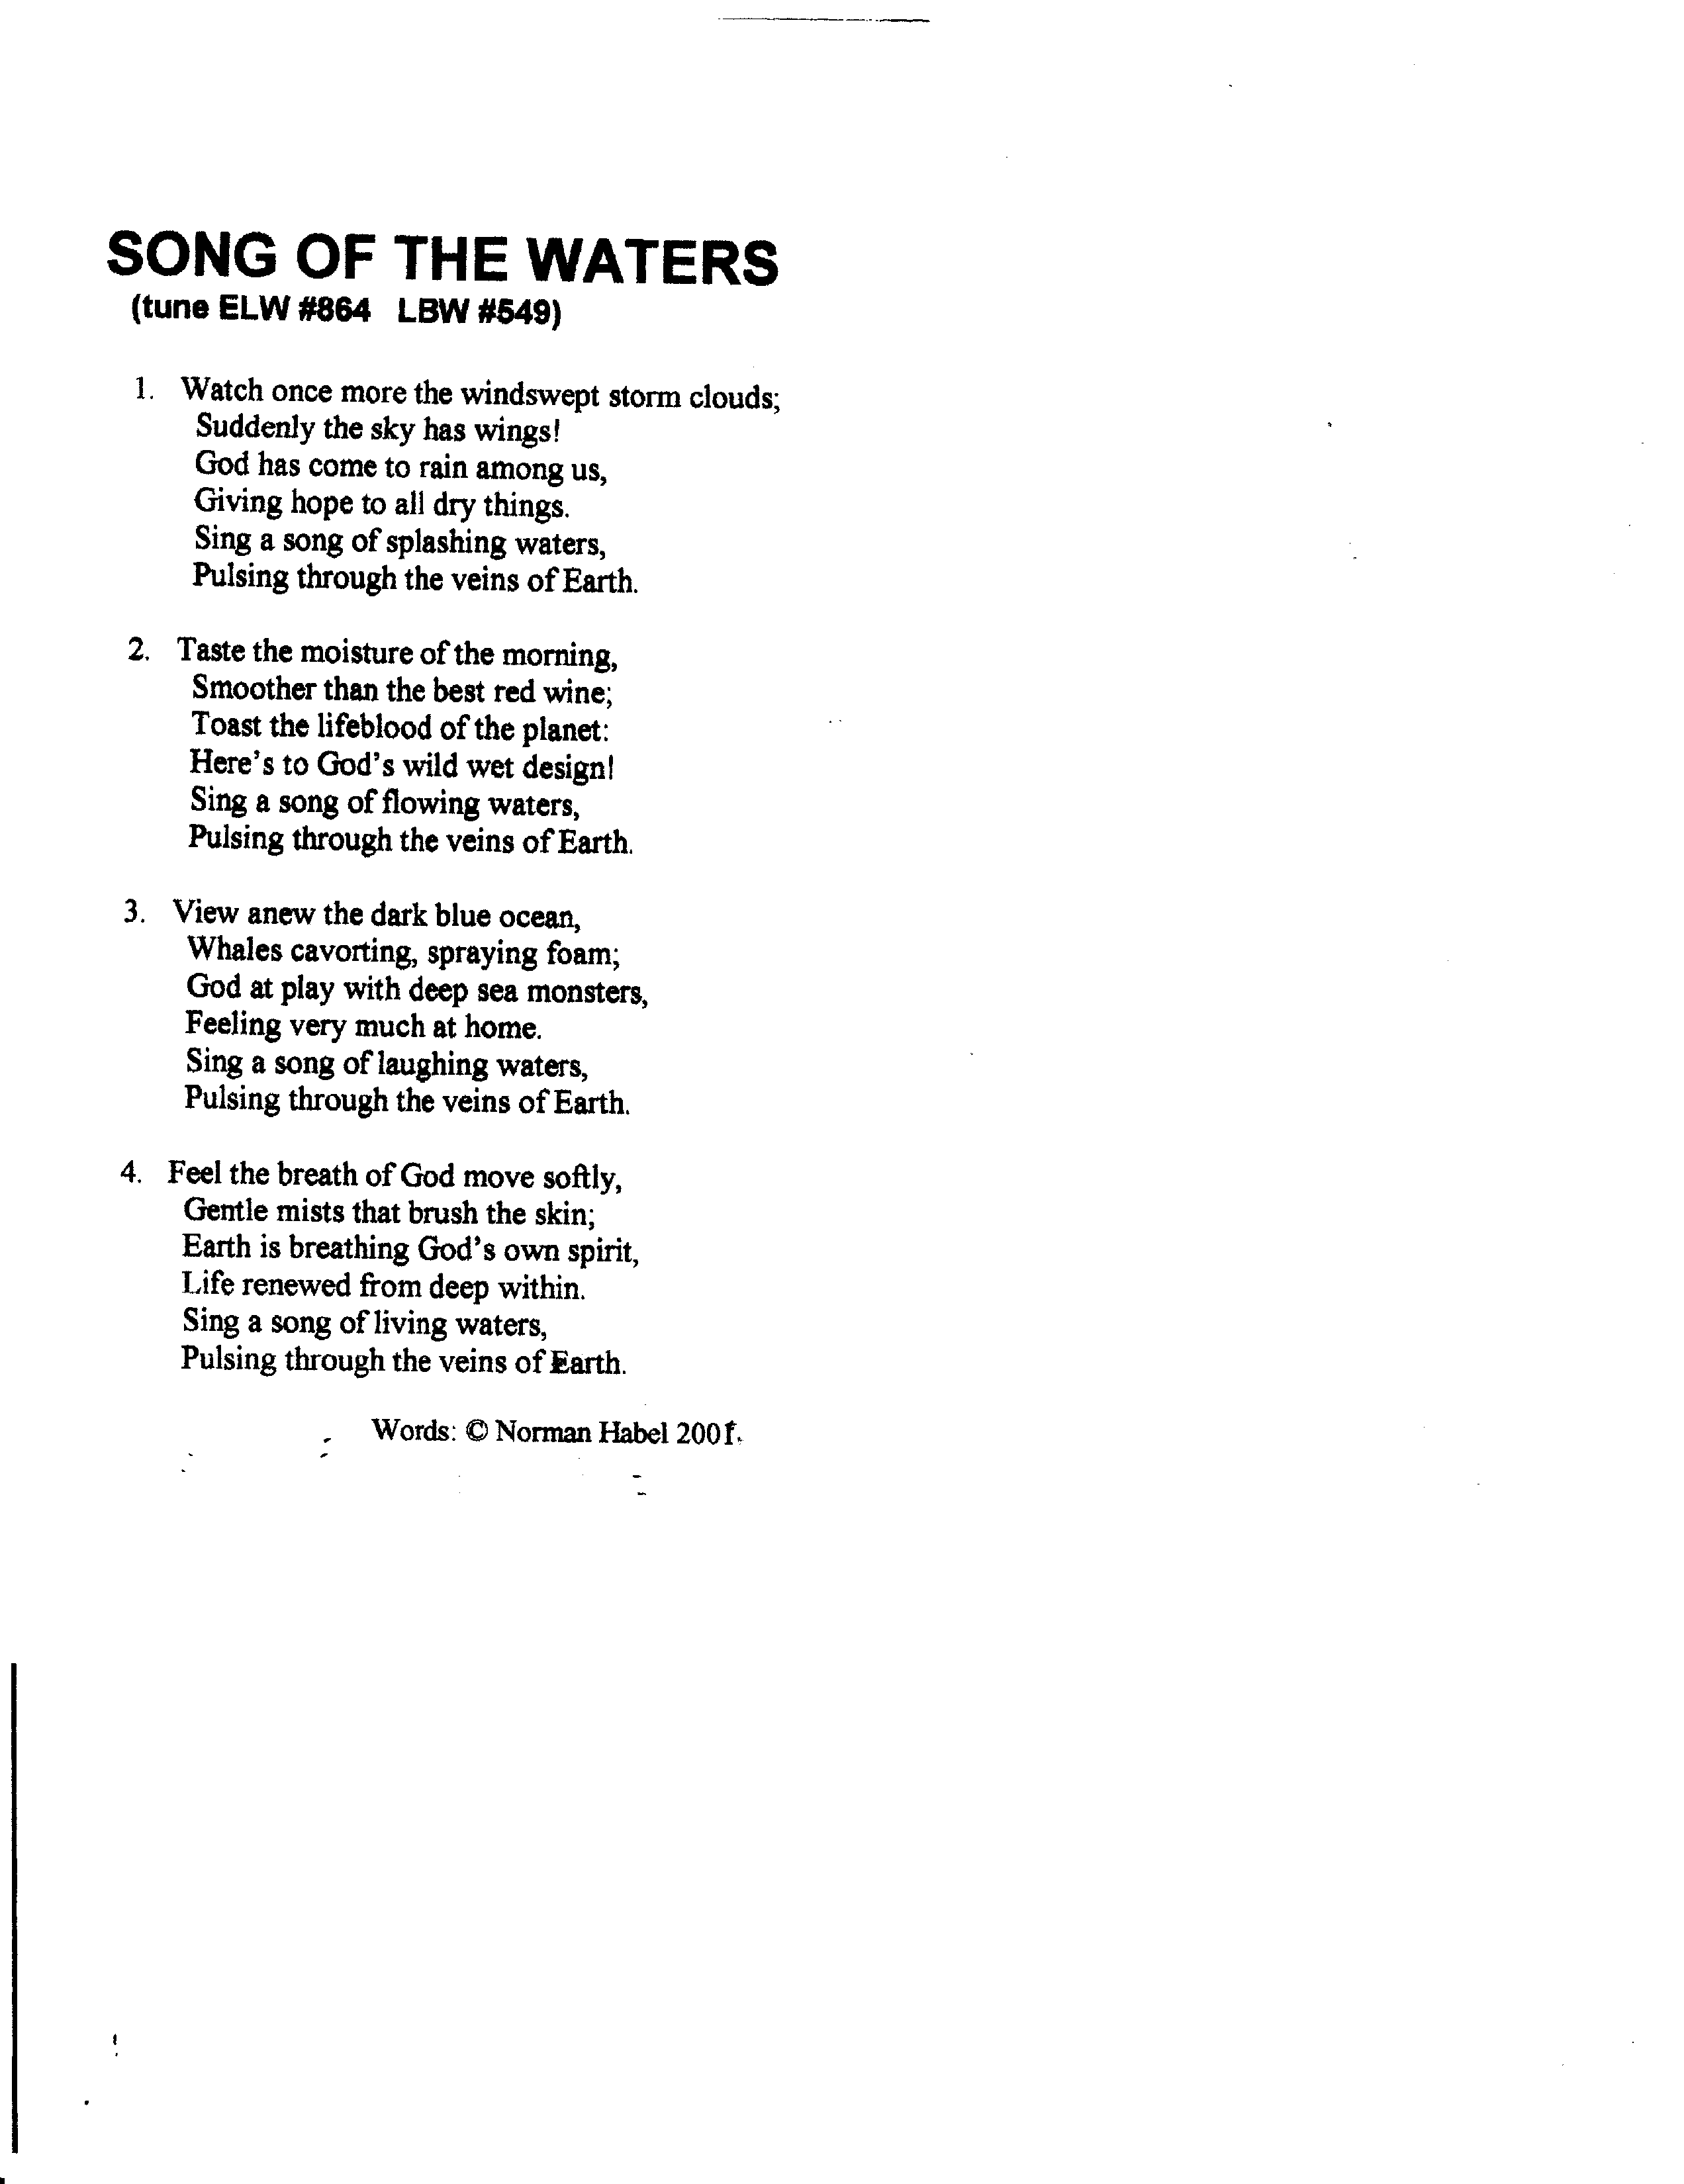 SONG OF THE WATERS
(tune ELW #864 LBW #549)
1. Watch once more the windswept storm clouds;
Suddenly the sky has wings!
God has come to rain among us,
Giving hope to all dry things.
Sing a song of splashing waters,
Pulsing through the veins of Earth.
2. Taste the moisture of the morning,
Smoother than the best red wine;
Toast the lifeblood of the planet:
Here's to God's wild wet design!
Sing a song of flowing waters,
Pulsing through the veins of Earth.
3. View anew the dark blue ocean,
Whales cavorting, spraying foam;
God at play with deep sea monsters,
Feeling very much at home.
Sing a song of laughing waters,
Pulsing through the veins of Earth.
4. Feel the breath of God move softly,
Gentle mists that brush the skin;
Earth is breathing God's own spirit,
Life renewed from deep within.
Sing a song of living waters,
Pulsing through the veins of Earth.
Words: © Norman Habel 2001.